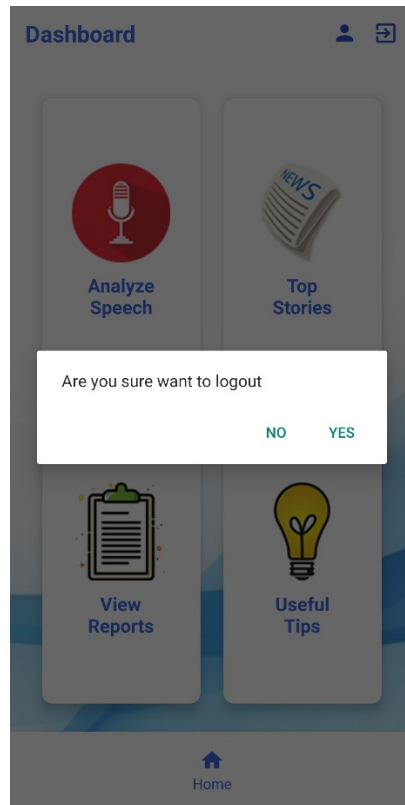 Dashboard
NEWS
Analyze
Speech
Top
Stories
Are you sure want to logout
NO YES
View
Reports
Useful
Tips
Home